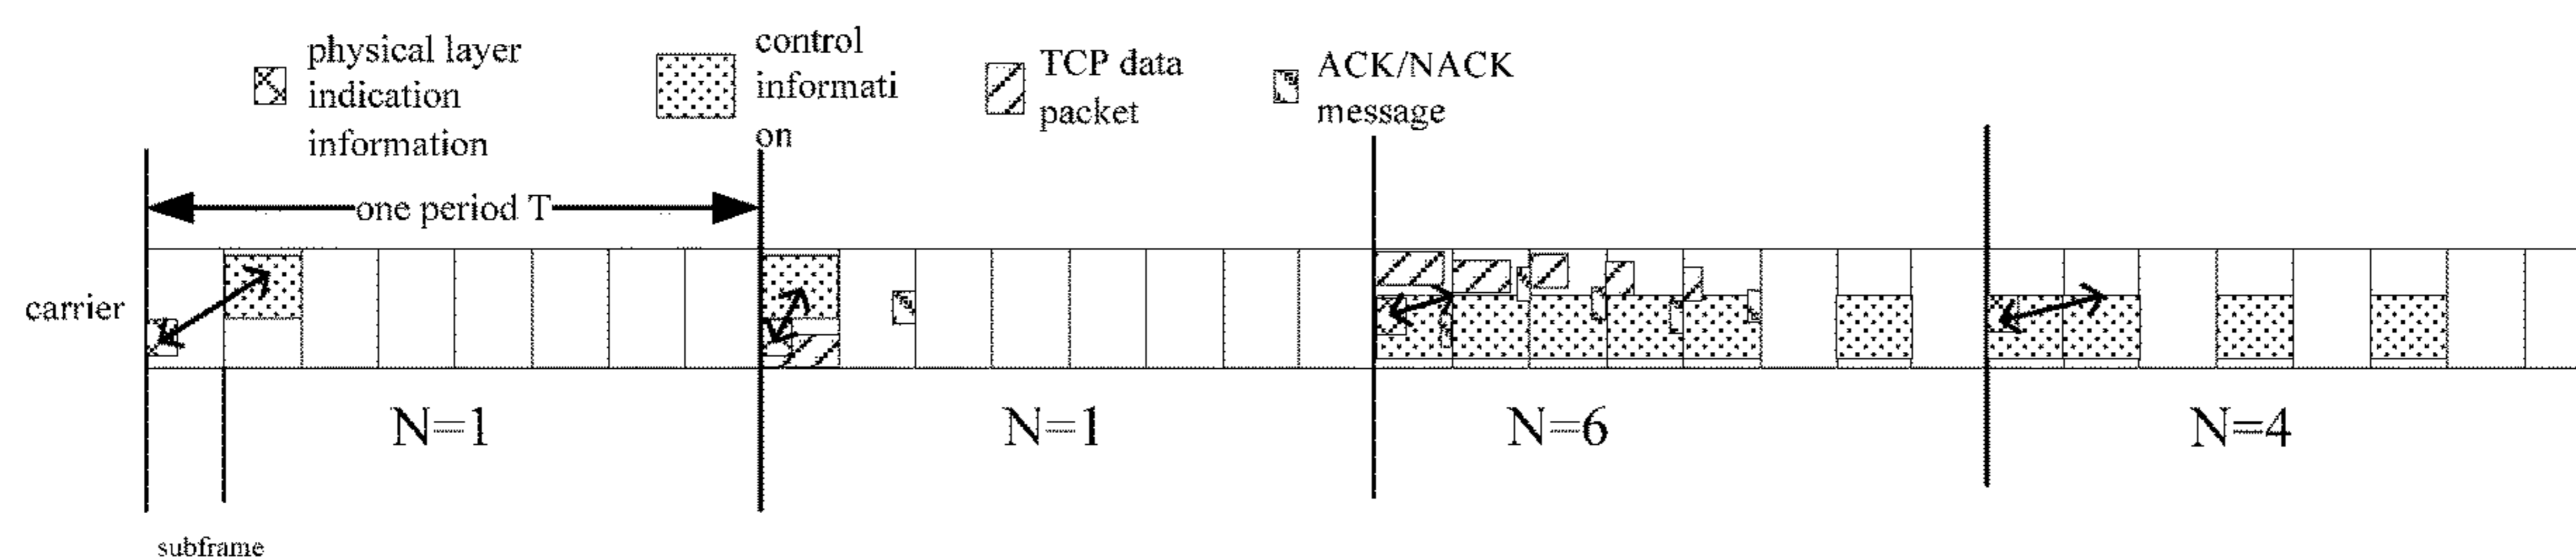 physical layer
indication
information
control
informati
on
TCP data
packet
ACK/NACK
message
one period T
carrier
N=1
N=1
N=6
N=4
subframe